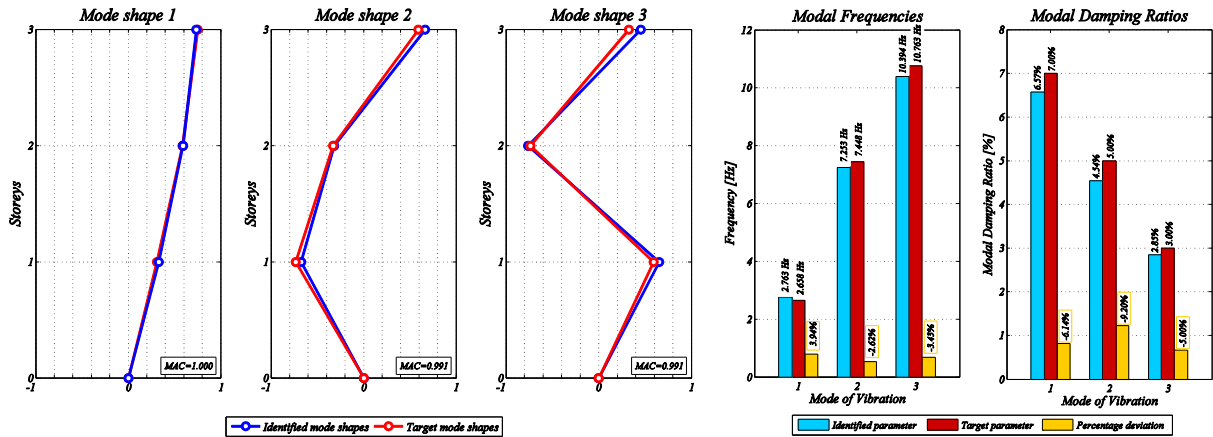 Mode shape 1
3
2
1
0
-1
0
1
Storeys
MAC=1.000
Mode shape 2
3
2
1
0
-1
0
1
Storeys
MAC=0.991
Mode shape 3
3
2
1
0
-1
0
1
Storeys
MAC=0.991
Identified mode shapes
Target mode shapes
Modal Frequencies
12
10
8
6
4
2
0
Frequency [Hz]
2.763 Hz
2.658 Hz
3.94%
7.253 Hz
7.448 Hz
-2.62%
10.394 Hz
10.763 Hz
-3.43%
1
2
3
Mode of Vibration
Modal Damping Ratios
8
7
6
5
4
3
2
1
0
Modal Damping Ratio [%]
6.57%
7.00%
-6.14%
4.54%
5.00%
-9.20%
2.85%
3.00%
-5.00%
1
2
3
Mode of Vibration
Identified parameter
Target parameter
Percentage deviation